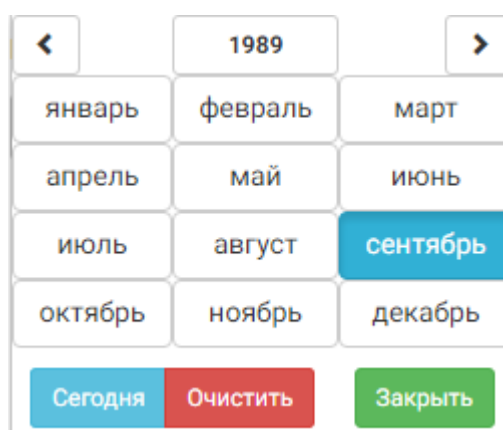 1989
январь февраль март
апрель май июнь
июль август сентябрь
октябрь ноябрь декабрь
Сегодня Очистить Закрыть